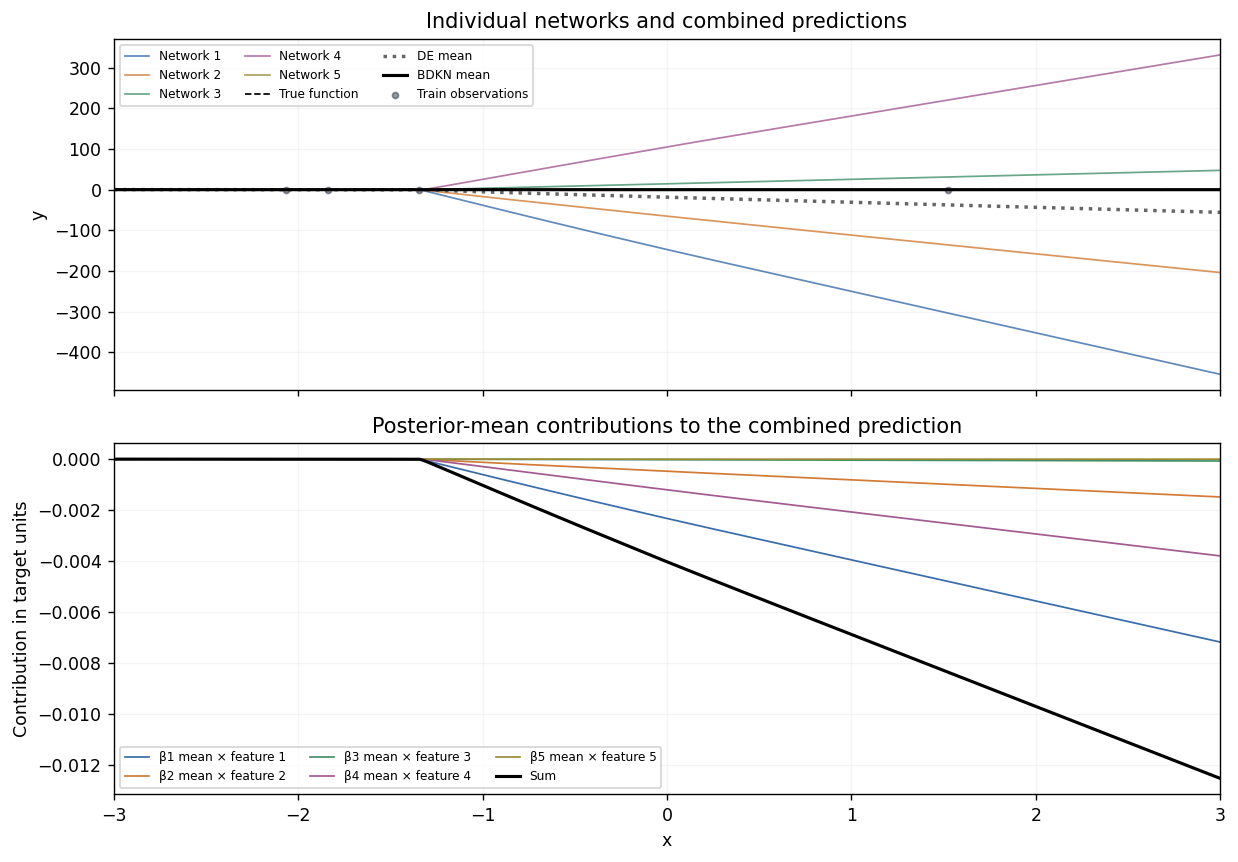 Individual networks and combined predictions
Network 1
Network 2
Network 3
Network 4
Network 5
True function
DE mean
BDKN mean
Train observations
300
200
100
0
−100
−200
−300
−400
y
Posterior-mean contributions to the combined prediction
0.000
−0.002
−0.004
−0.006
−0.008
−0.010
−0.012
Contribution in target units
β1 mean × feature 1
β2 mean × feature 2
β3 mean × feature 3
β4 mean × feature 4
β5 mean × feature 5
Sum
−3
−2
−1
0
1
2
3
x